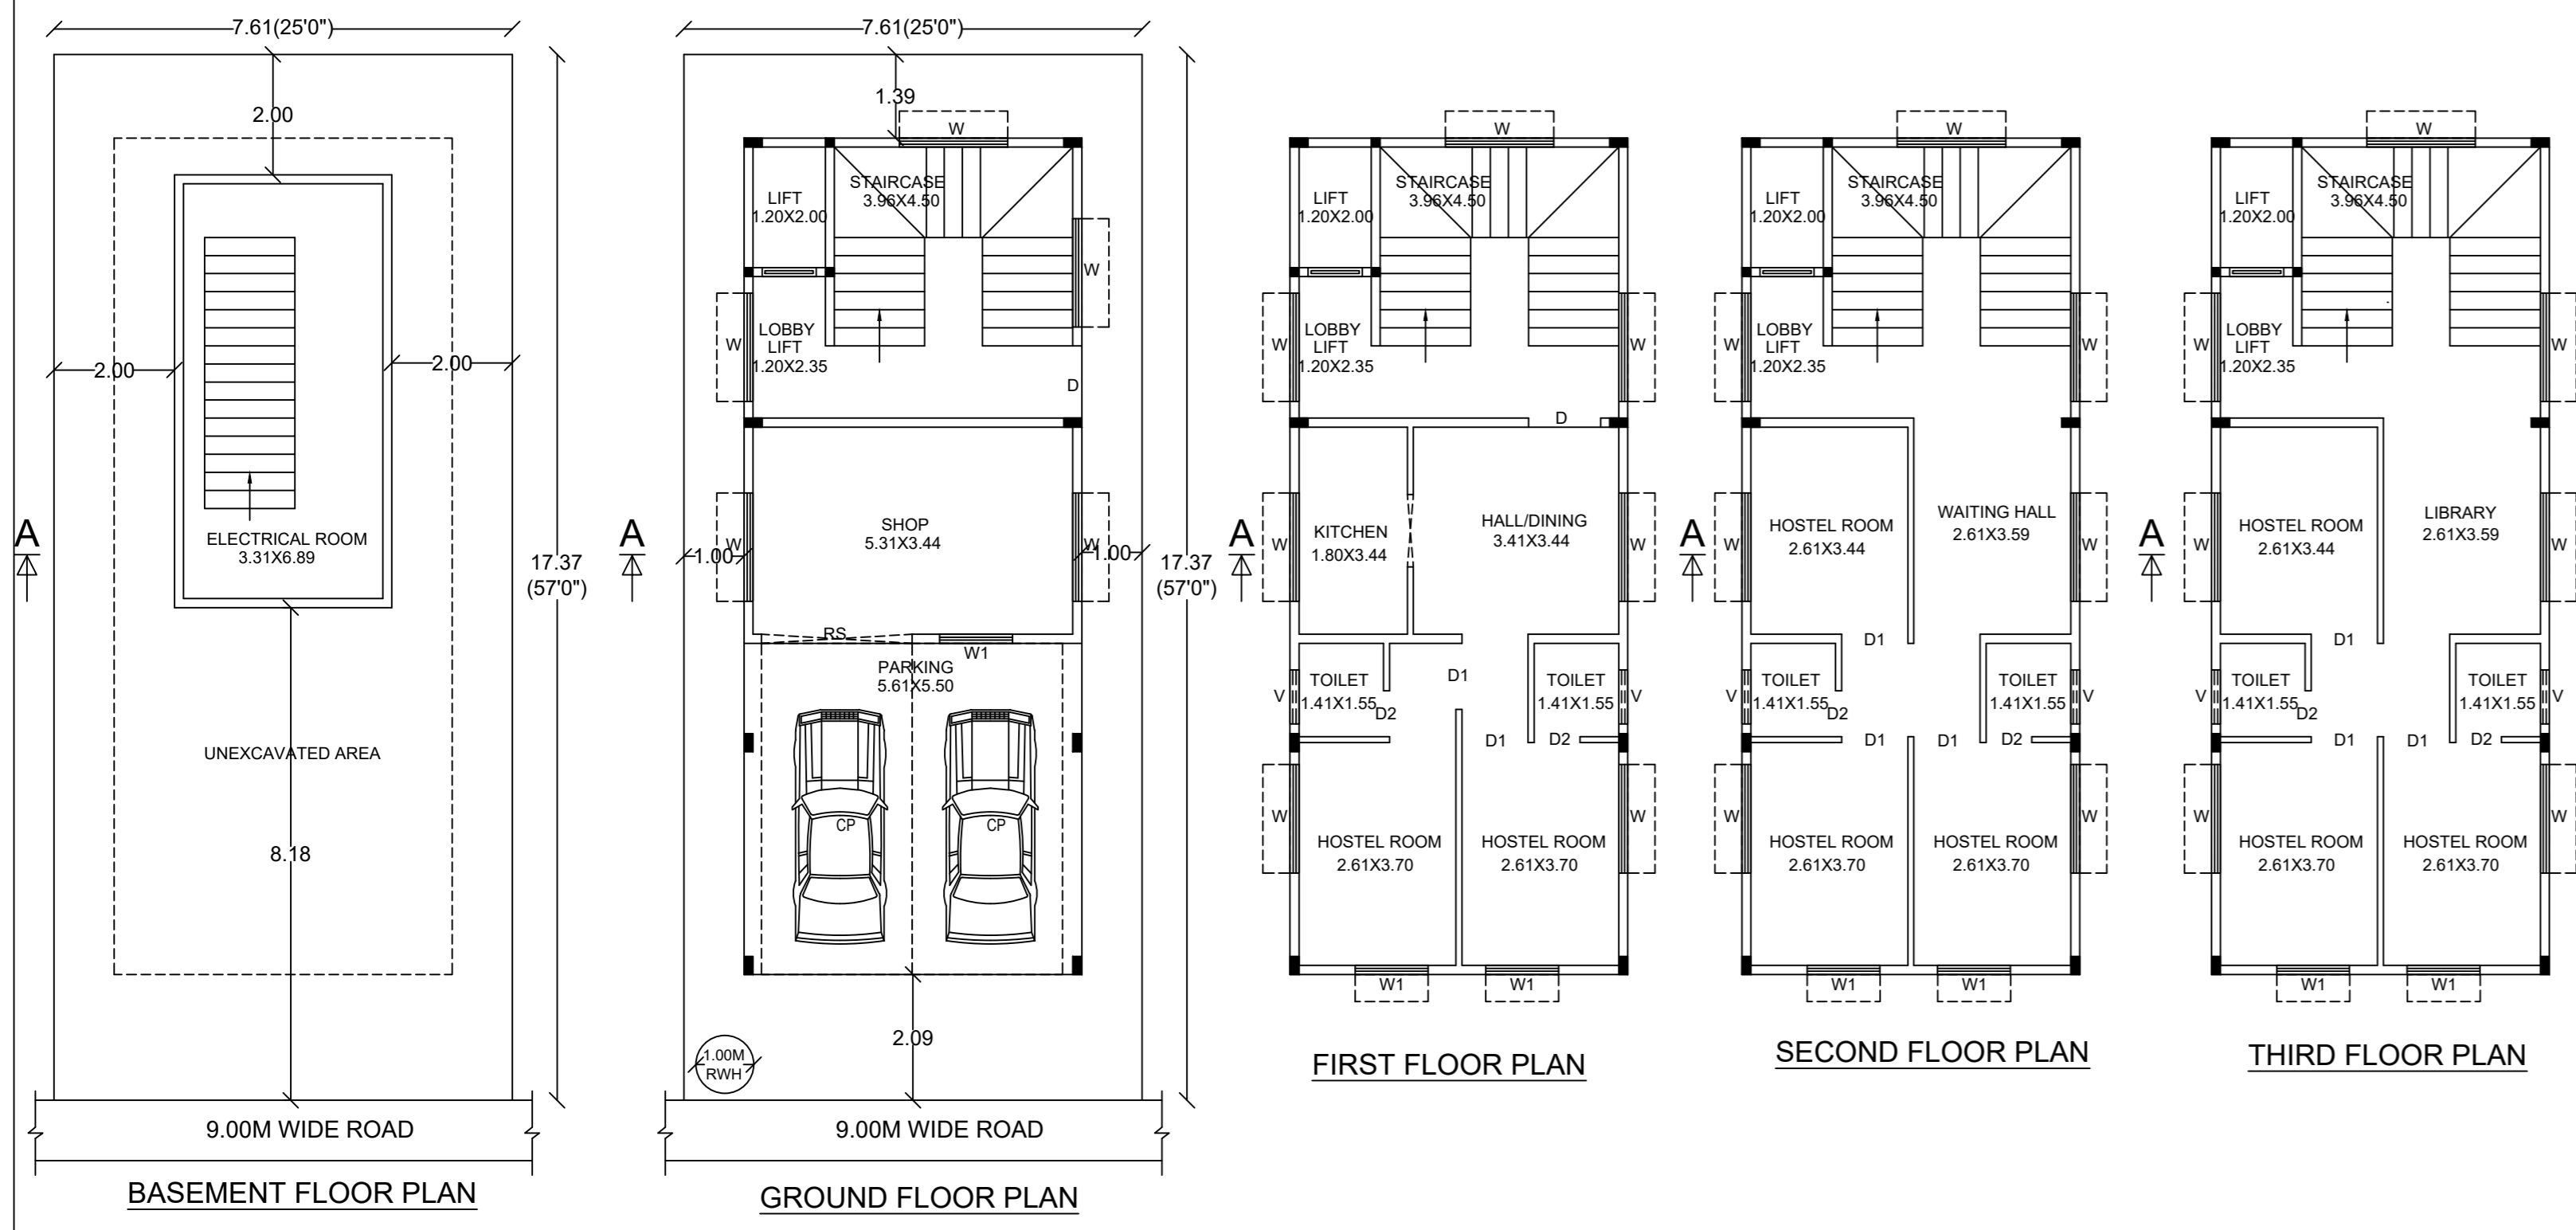 7.61(25'0")
2.00
2.00
2.00
ELECTRICAL ROOM
3.31X6.89
A
17.37
(57'0")
UNEXCAVATED AREA
8.18
9.00M WIDE ROAD
BASEMENT FLOOR PLAN
7.61(25'0")
1.39
W
STAIRCASE
3.96X4.50
LIFT
1.20X2.00
W
W
LOBBY
LIFT
1.20X2.35
D
A
SHOP
5.31X3.44
1.00
W
W
1.00
17.37
(57'0")
RS
W1
PARKING
5.61X5.50
CP
CP
2.09
1.00M
RWH
9.00M WIDE ROAD
GROUND FLOOR PLAN
W
STAIRCASE
3.96X4.50
LIFT
1.20X2.00
W
LOBBY
LIFT
1.20X2.35
W
D
A
W
KITCHEN
1.80X3.44
HALL/DINING
3.41X3.44
W
V
TOILET
1.41X1.55
D2
D1
TOILET
1.41X1.55
V
D1
D2
W
HOSTEL ROOM
2.61X3.70
HOSTEL ROOM
2.61X3.70
W
W1
W1
FIRST FLOOR PLAN
W
STAIRCASE
3.96X4.50
LIFT
1.20X2.00
W
LOBBY
LIFT
1.20X2.35
W
A
W
HOSTEL ROOM
2.61X3.44
WAITING HALL
2.61X3.59
W
D1
V
TOILET
1.41X1.55
D2
TOILET
1.41X1.55
V
D1
D1
D2
W
HOSTEL ROOM
2.61X3.70
HOSTEL ROOM
2.61X3.70
W
W1
W1
SECOND FLOOR PLAN
W
STAIRCASE
3.96X4.50
LIFT
1.20X2.00
W
LOBBY
LIFT
1.20X2.35
W
A
W
HOSTEL ROOM
2.61X3.44
LIBRARY
2.61X3.59
W
D1
V
TOILET
1.41X1.55
D2
TOILET
1.41X1.55
V
D1
D1
D2
W
HOSTEL ROOM
2.61X3.70
HOSTEL ROOM
2.61X3.70
W
W1
W1
THIRD FLOOR PLAN